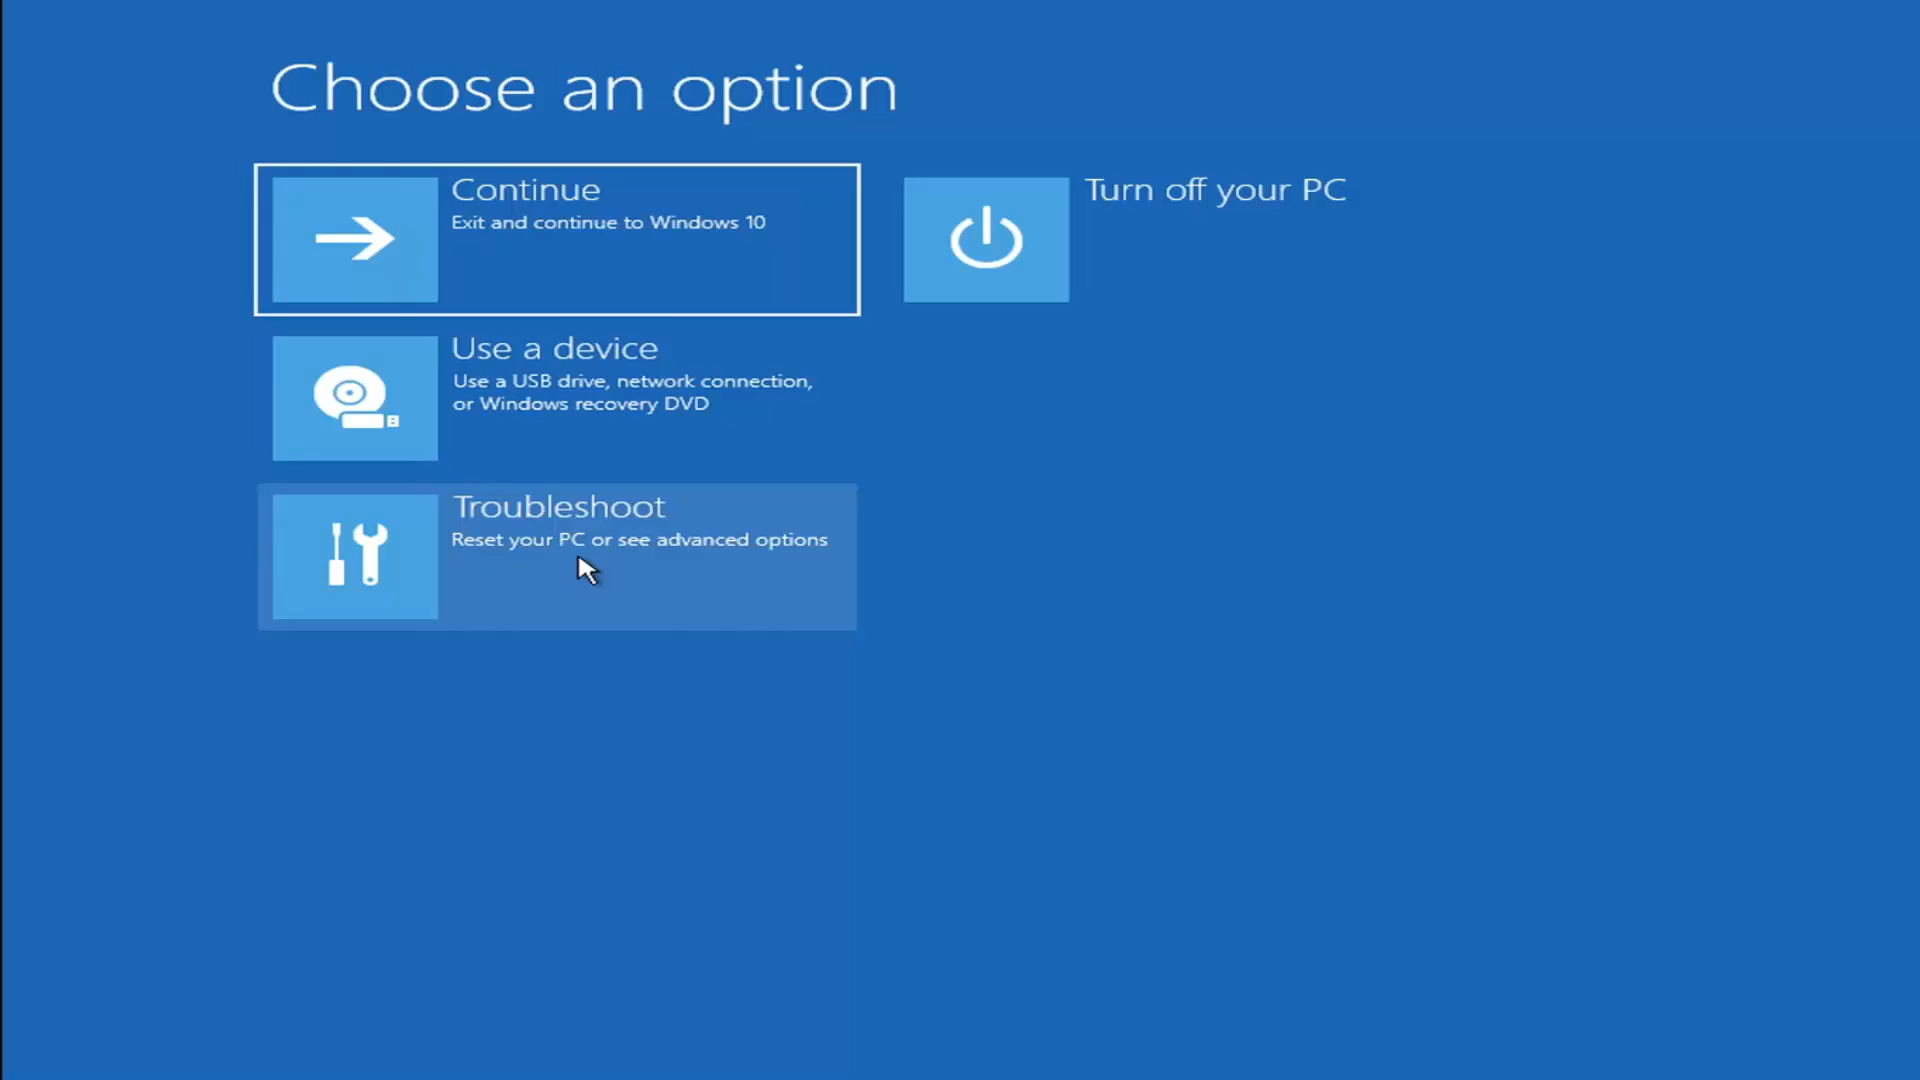 Choose an option
Continue
Exit and continue to Windows 10
Turn off your PC
Use a device
Use a USB drive, network connection,
or Windows recovery DVD
Troubleshoot
Reset your PC or see advanced options